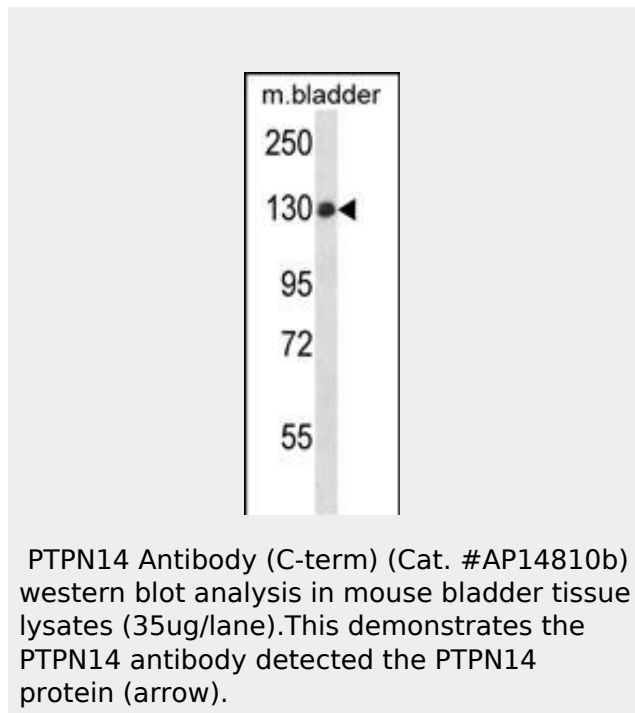 m.bladder
250
130
95
72
55
PTPN14 Antibody (C-term) (Cat. #AP14810b)
western blot analysis in mouse bladder tissue
lysates (35ug/lane).This demonstrates the
PTPN14 antibody detected the PTPN14
protein (arrow).